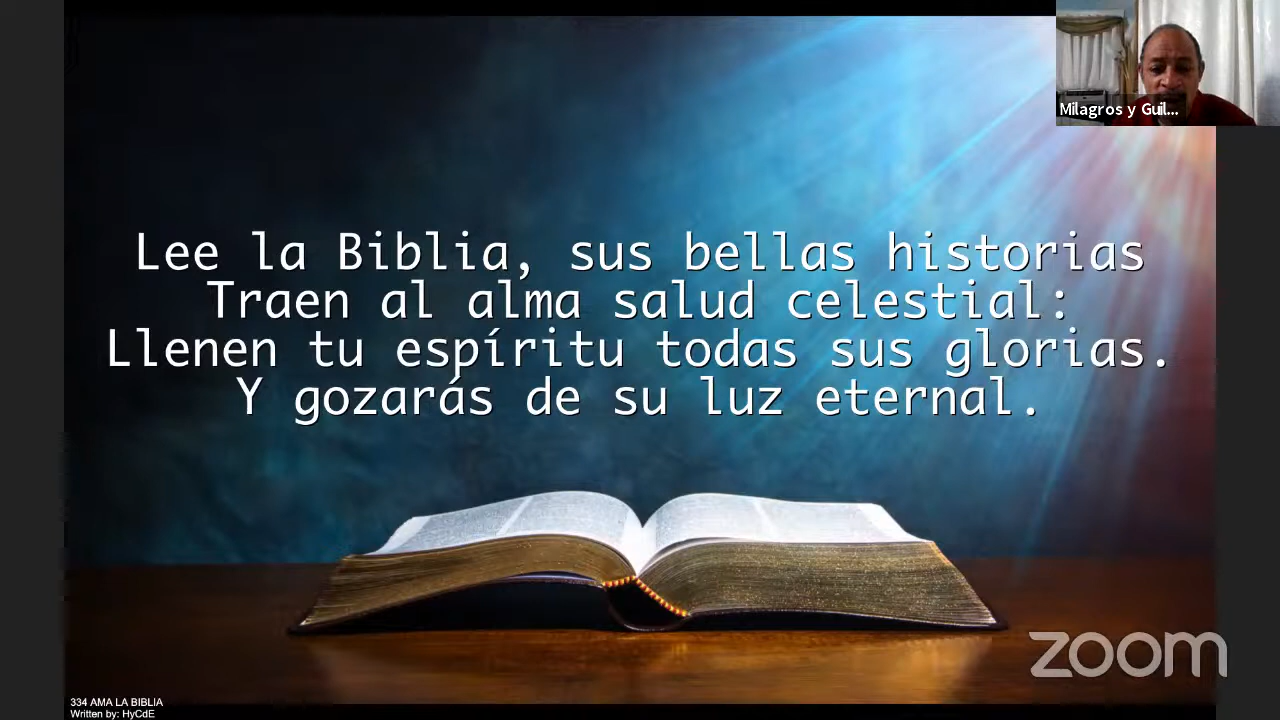 Milagros y Guil...
Lee la Biblia, sus bellas historias
Traen al alma salud celestial:
Llenen tu espíritu todas sus glorias.
Y gozarás de su luz eternal.
zoom
334 AMA LA BIBLIA
Written by: HyCdE